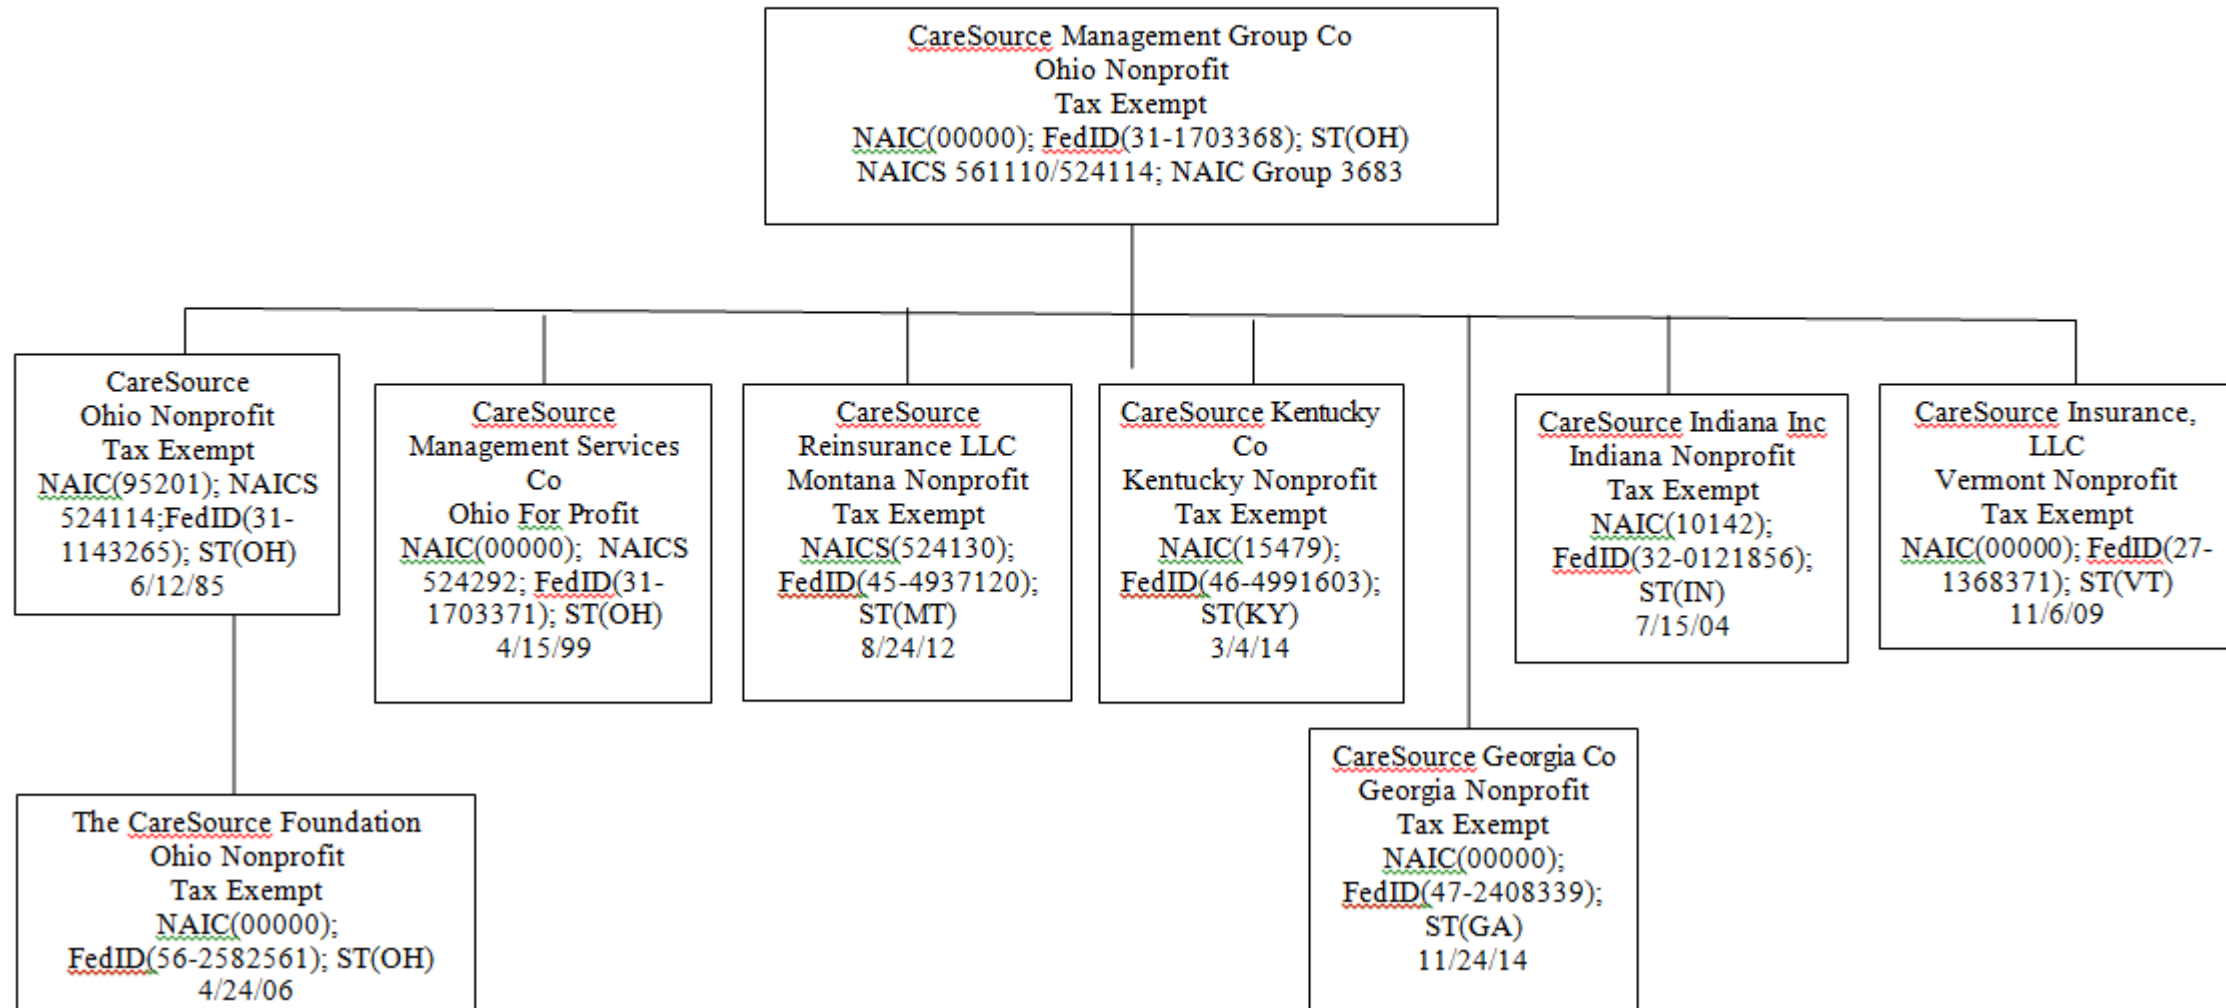 CareSource Management Group Co
Ohio Nonprofit
Tax Exempt
NAIC(00000); FedID(31-1703368); ST(OH)
NAICS 561110/524114; NAIC Group 3683
CareSource
Ohio Nonprofit
Tax Exempt
NAIC(95201); NAICS
524114;FedID(31-
1143265); ST(OH)
6/12/85
CareSource
Management Services
Co
Ohio For Profit
NAIC(00000);  NAICS
524292; FedID(31-
1703371); ST(OH)
4/15/99
CareSource
Reinsurance LLC
Montana Nonprofit
Tax Exempt
NAICS(524130);
FedID(45-4937120);
ST(MT)
8/24/12
CareSource Kentucky
Co
Kentucky Nonprofit
Tax Exempt
NAIC(15479);
FedID(46-4991603);
ST(KY)
3/4/14
CareSource Indiana Inc
Indiana Nonprofit
Tax Exempt
NAIC(10142);
FedID(32-0121856);
ST(IN)
7/15/04
CareSource Insurance,
LLC
Vermont Nonprofit
Tax Exempt
NAIC(00000); FedID(27-
1368371); ST(VT)
11/6/09
The CareSource Foundation
Ohio Nonprofit
Tax Exempt
NAIC(00000);
FedID(56-2582561); ST(OH)
4/24/06
CareSource Georgia Co
Georgia Nonprofit
Tax Exempt
NAIC(00000);
FedID(47-2408339);
ST(GA)
11/24/14